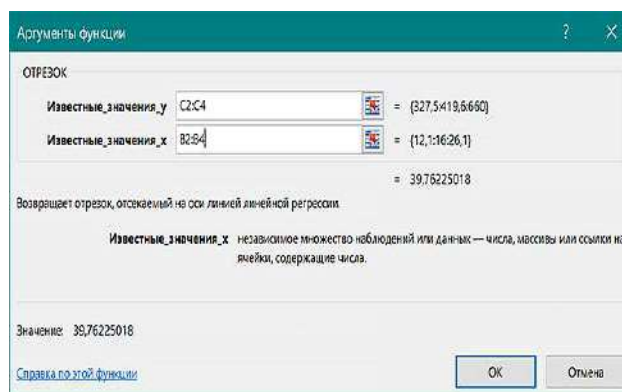 Аргументы функции ? ×
ОТРЕЗОК
Известные_значения_y C2:C4 = {327,5:419,6:660}
Известные_значения_x B2:B4 = {12,1:16:26,1}
= 39,76225018
Возвращает отрезок, отсекаемый на оси линией линейной регрессии.
Известные_значения_x независимое множество наблюдений или данных — числа, массивы или ссылки на
ячейки, содержащие числа.
Значение: 39,76225018
Справка по этой функции ОК Отмена